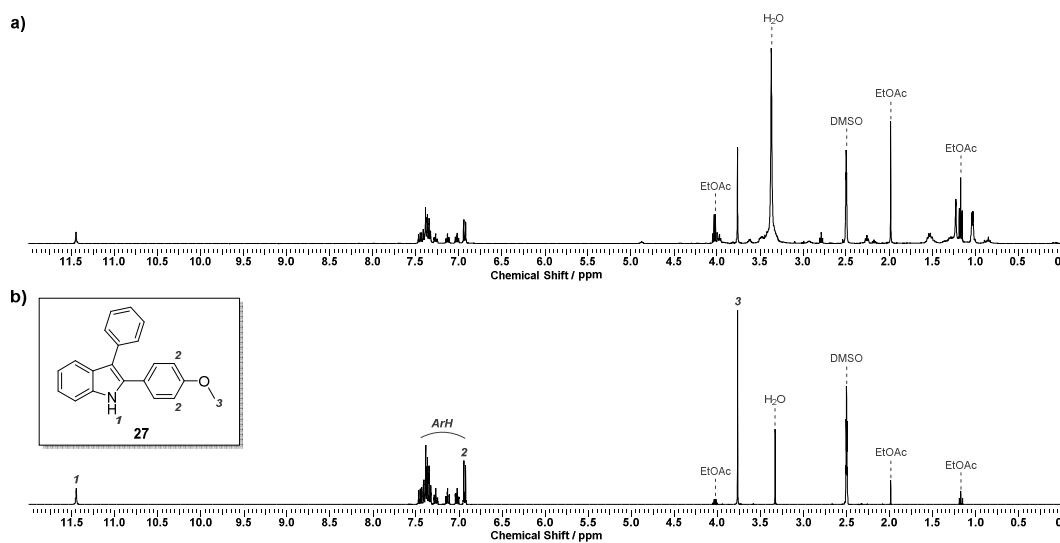 a)
H₂O
EtOAc
DMSO
EtOAc
EtOAc
11.5 11.0 10.5 10.0 9.5 9.0 8.5 8.0 7.5 7.0 6.5 6.0 5.5 5.0 4.5 4.0 3.5 3.0 2.5 2.0 1.5 1.0 0.5 0
Chemical Shift / ppm
b)
2
O
2
3
N
H
1
27
3
DMSO
H₂O
ArH
2
1
EtOAc
EtOAc
EtOAc
11.5 11.0 10.5 10.0 9.5 9.0 8.5 8.0 7.5 7.0 6.5 6.0 5.5 5.0 4.5 4.0 3.5 3.0 2.5 2.0 1.5 1.0 0.5 0
Chemical Shift / ppm